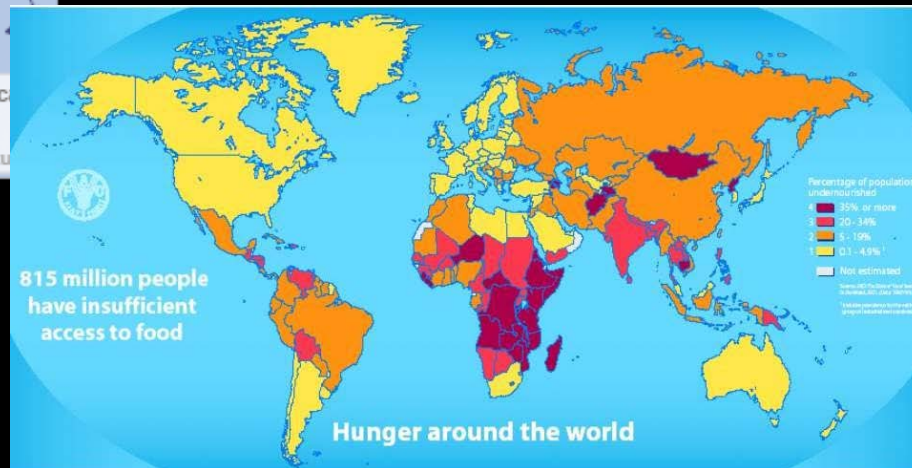 Percentage of population
undernourished
4 35% or more
3 20 - 34%
2 5 - 19%
1 0.1 - 4.9% ¹
Not estimated
815 million people
have insufficient
access to food
Hunger around the world